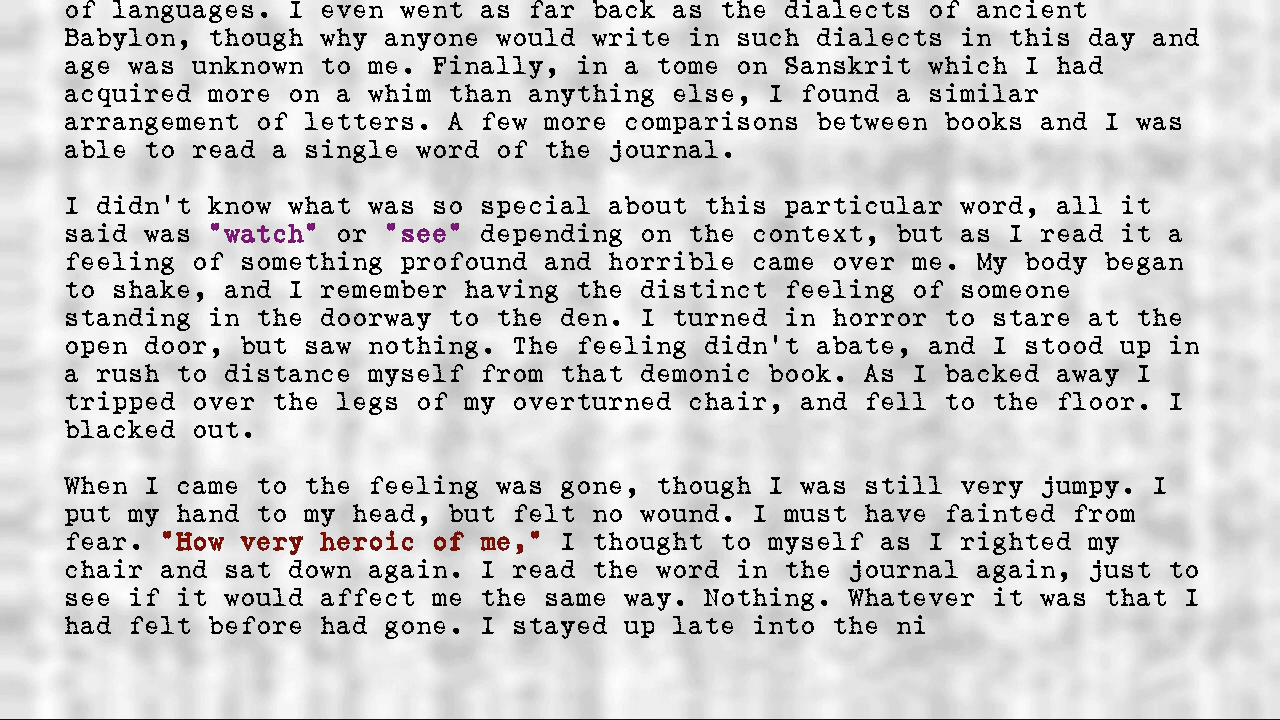 of languages. I even went as far back as the dialects of ancient
Babylon, though why anyone would write in such dialects in this day and
age was unknown to me. Finally, in a tome on Sanskrit which I had
acquired more on a whim than anything else, I found a similar
arrangement of letters. A few more comparisons between books and I was
able to read a single word of the journal.

I didn't know what was so special about this particular word, all it
said was "watch" or "see" depending on the context, but as I read it a
feeling of something profound and horrible came over me. My body began
to shake, and I remember having the distinct feeling of someone
standing in the doorway to the den. I turned in horror to stare at the
open door, but saw nothing. The feeling didn't abate, and I stood up in
a rush to distance myself from that demonic book. As I backed away I
tripped over the legs of my overturned chair, and fell to the floor. I
blacked out.

When I came to the feeling was gone, though I was still very jumpy. I
put my hand to my head, but felt no wound. I must have fainted from
fear. "How very heroic of me," I thought to myself as I righted my
chair and sat down again. I read the word in the journal again, just to
see if it would affect me the same way. Nothing. Whatever it was that I
had felt before had gone. I stayed up late into the ni